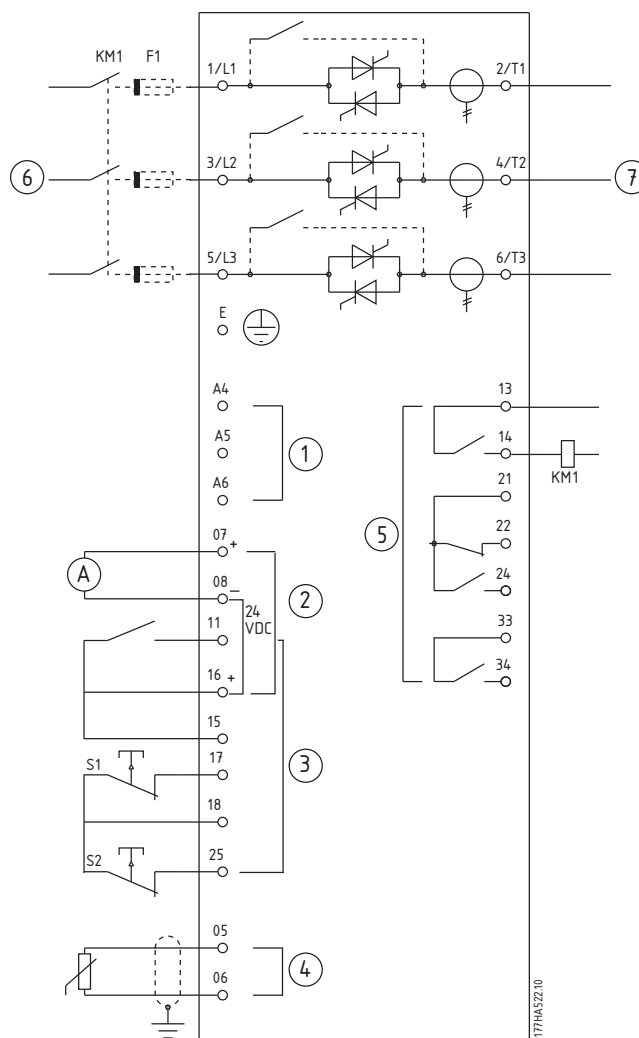 KM1 F1
1/L1 2/T1
6 3/L2 4/T2 7
5/L3 6/T3
E
A4 13
A5 1 14
KM1
A6 21
5
07 + 22
A 2
08 – 24
24
VDC
11 33
16 + 34
15
3
S1 17
18
S2 25
05
4
06
177HA522.10